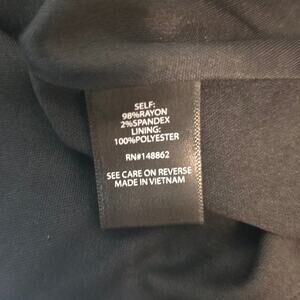 SELF:
98%RAYON
2%SPANDEX
LINING:
100%POLYESTER
RN#148862
SEE CARE ON REVERSE
MADE IN VIETNAM